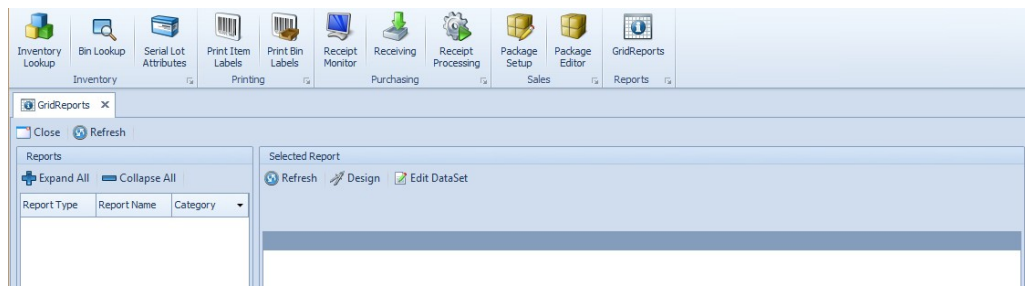 Inventory Lookup Bin Lookup Serial Lot Attributes Print Item Labels Print Bin Labels Receipt Monitor Receiving Receipt Processing Package Setup Package Editor GridReports
Inventory Printing Purchasing Sales Reports
GridReports
Close Refresh
Reports Selected Report
Expand All Collapse All Refresh Design Edit DataSet
Report Type Report Name Category